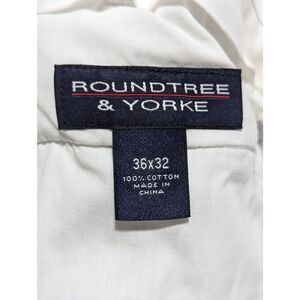 ROUNDTREE
& YORKE
36x32
100% COTTON
MADE IN
CHINA